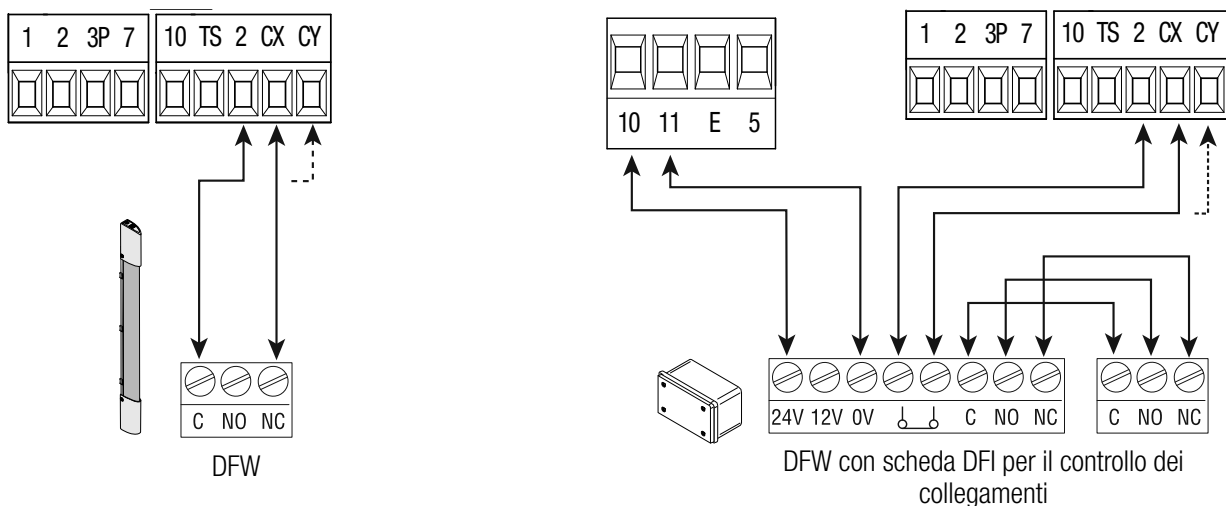 1 2 3P 7
10 TS 2 CX CY
C NO NC
DFW
10 11 E 5
1 2 3P 7
10 TS 2 CX CY
24V 12V 0V C NO NC
C NO NC
DFW con scheda DFI per il controllo dei
collegamenti